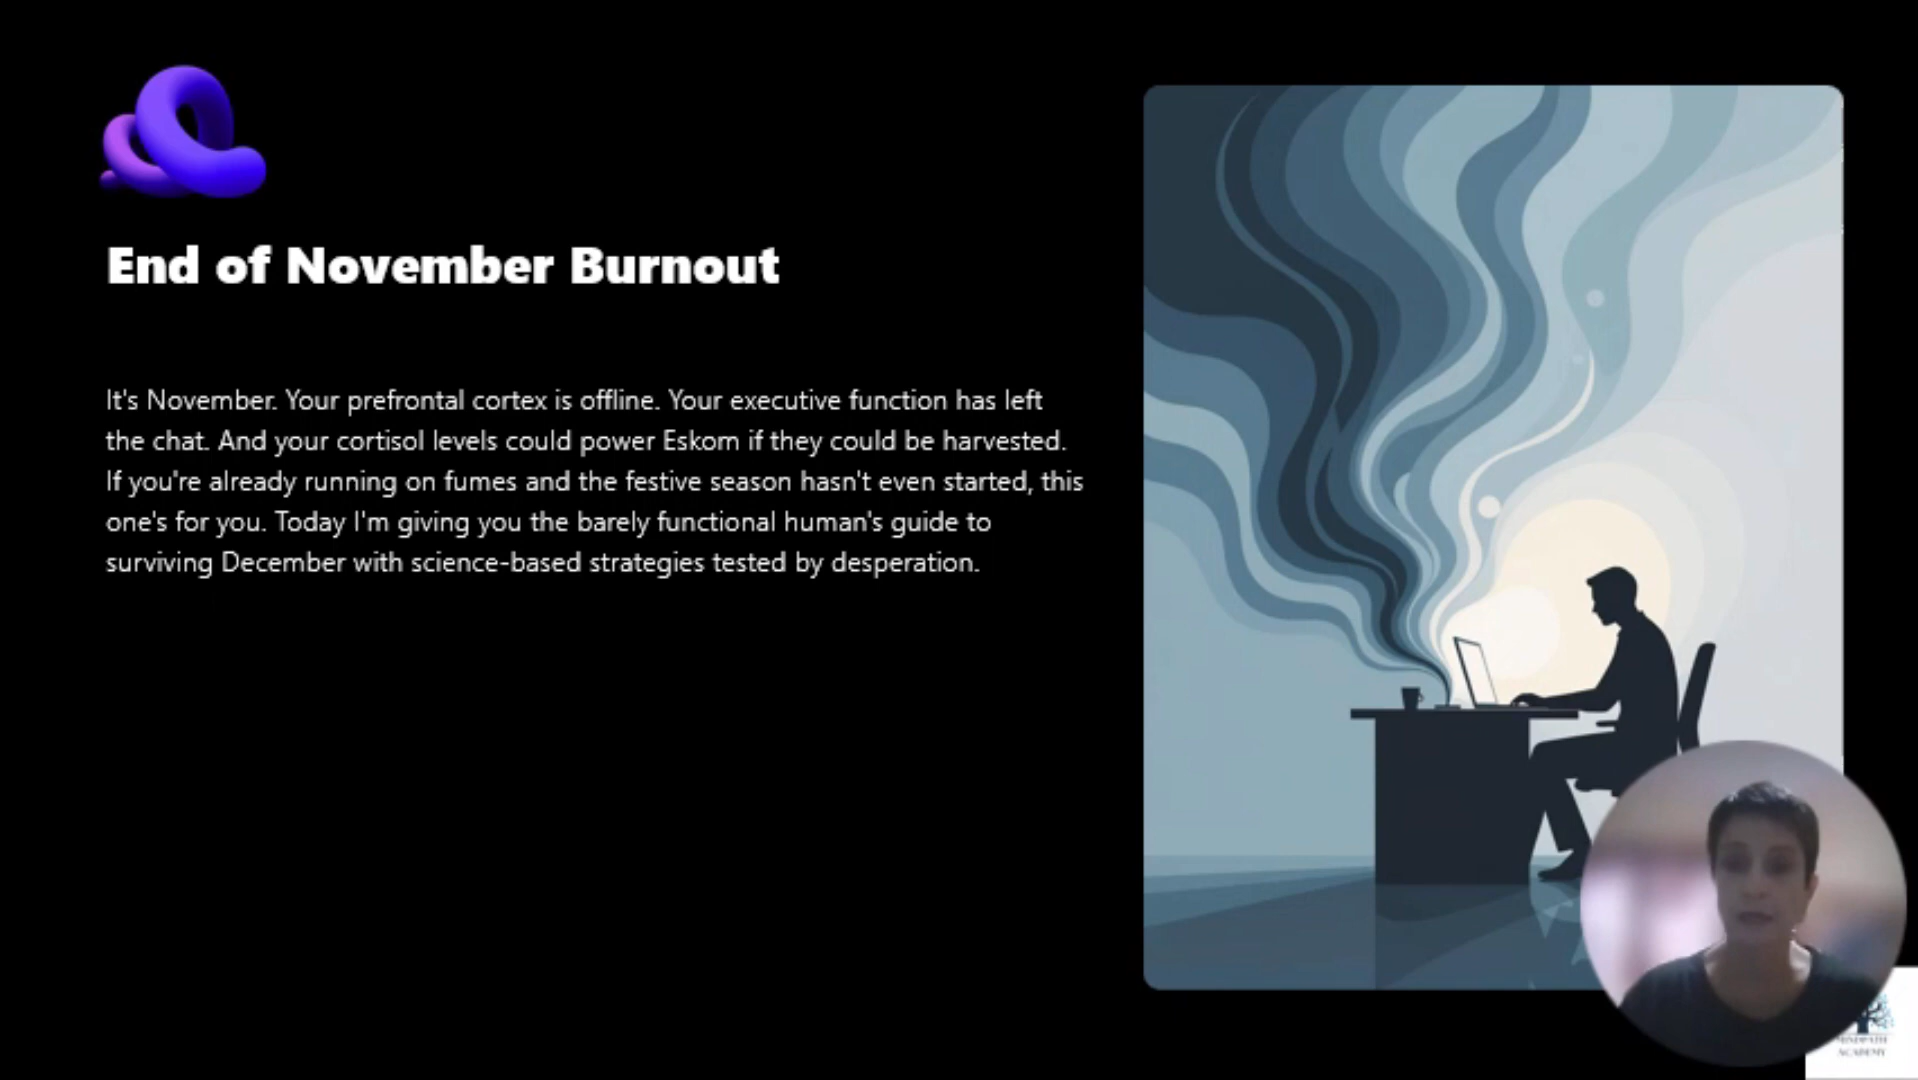 End of November Burnout
It's November. Your prefrontal cortex is offline. Your executive function has left
the chat. And your cortisol levels could power Eskom if they could be harvested.
If you're already running on fumes and the festive season hasn't even started, this
one's for you. Today I'm giving you the barely functional human's guide to
surviving December with science-based strategies tested by desperation.
MINDPATH
ACADEMY